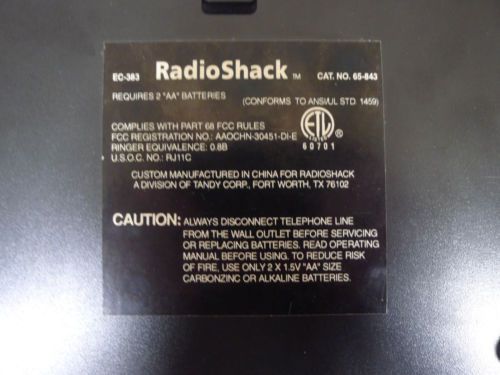 EC-383 RadioShack TM CAT. NO. 65-843
REQUIRES 2 "AA" BATTERIES (CONFORMS TO ANSI/UL STD 1459)
COMPLIES WITH PART 68 FCC RULES
FCC REGISTRATION NO.: AAOCHN-30451-DI-E
RINGER EQUIVALENCE: 0.8B
U.S.O.C. NO.: RJ11C
ETL
LISTED
®
60701
CUSTOM MANUFACTURED IN CHINA FOR RADIOSHACK
A DIVISION OF TANDY CORP., FORT WORTH, TX 76102
CAUTION: ALWAYS DISCONNECT TELEPHONE LINE
FROM THE WALL OUTLET BEFORE SERVICING
OR REPLACING BATTERIES. READ OPERATING
MANUAL BEFORE USING. TO REDUCE RISK
OF FIRE, USE ONLY 2 X 1.5V "AA" SIZE
CARBONZINC OR ALKALINE BATTERIES.